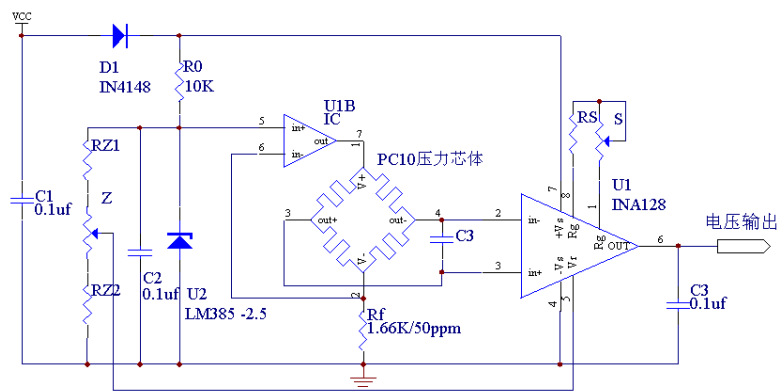 VCC
D1
IN4148
R0
10K
U1B
IC
5
in+
6
in-
out
7
1
PC10压力芯体
V+
3
out+
out-
4
V-
2
C3
RZ1
Z
RZ2
C1
0.1uf
C2
0.1uf
U2
LM385 -2.5
Rf
1.66K/50ppm
RS
S
U1
INA128
7
8
1
2
in-
+Vs
Rg
Rg
OUT
6
3
in+
-Vs
Vr
4
5
电压输出
C3
0.1uf